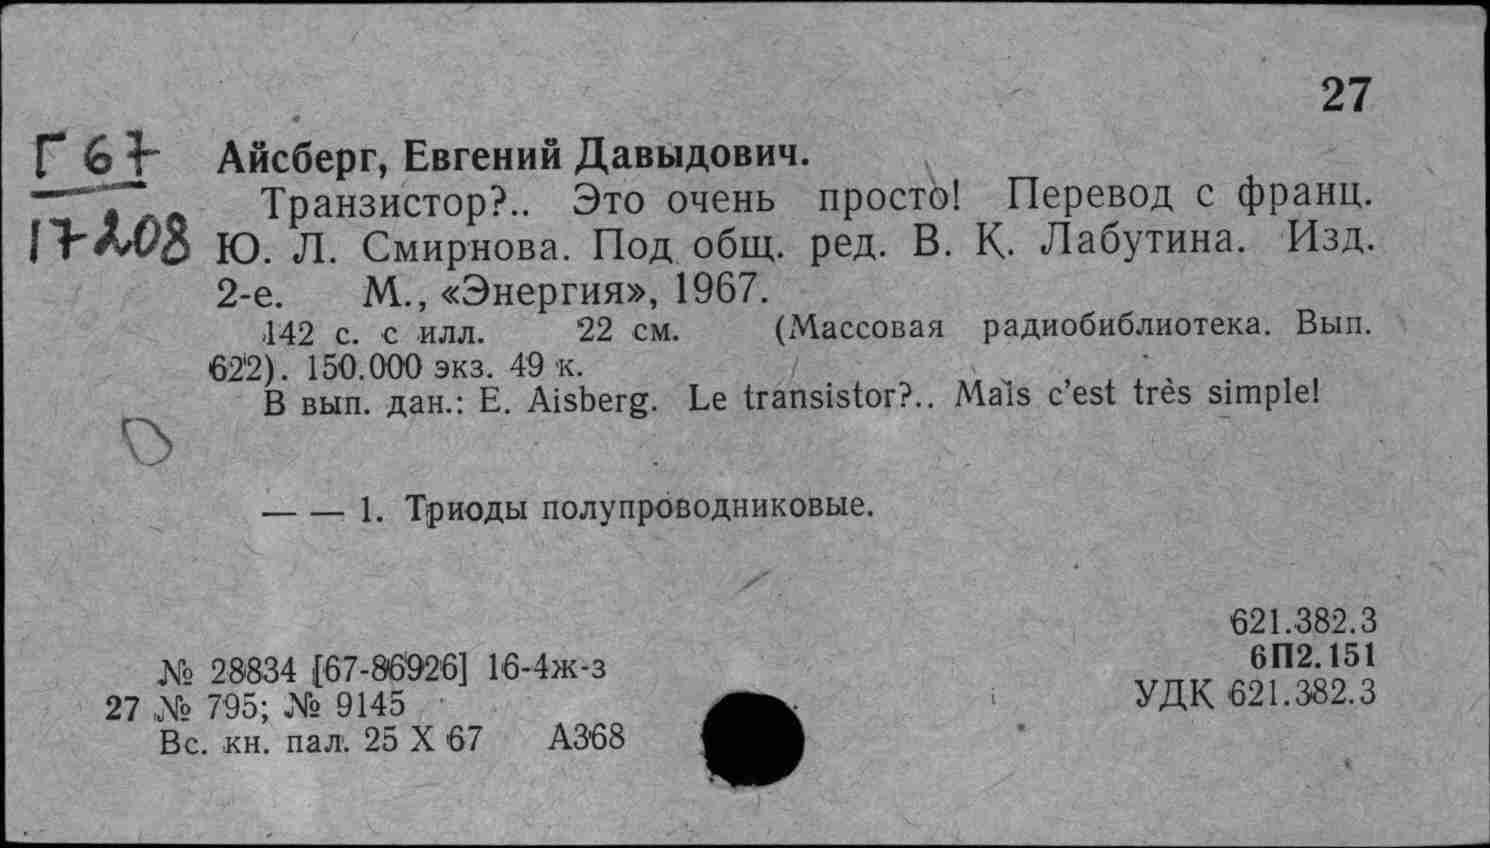 27
Г 67
17-208
Айсберг, Евгений Давыдович.
Транзистор?.. Это очень просто! Перевод с франц.
Ю. Л. Смирнова. Под общ. ред. В. К. Лабутина. Изд.
2-е. М., «Энергия», 1967.
142 с. с илл. 22 см. (Массовая радиобиблиотека. Вып.
622). 150.000 экз. 49 к.
В вып. дан.: E. Aisberg. Le transistor?.. Maïs c’est très simple!
— — 1. Триоды полупроводниковые.
621.382.3
6П2.151
УДК 621.382.3
№ 28834 [67-86926] 16-4ж-з
27 № 795; № 9145
Вс. кн. пал. 25 X 67 А368